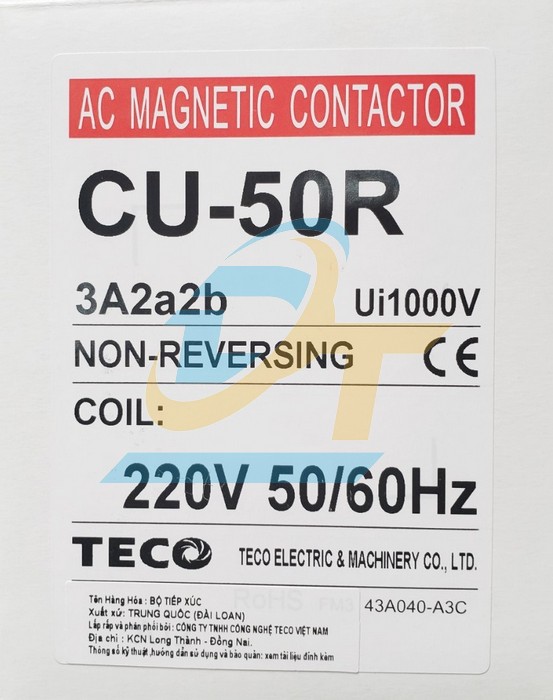 AC MAGNETIC CONTACTOR
CU-50R
3A2a2b Ui1000V
NON-REVERSING CE
COIL:
220V 50/60Hz
TECO TECO ELECTRIC & MACHINERY CO., LTD.
RoHS
43A040-A3C
Tên Hàng Hóa : BỘ TIẾP XÚC
Xuất xứ: TRUNG QUỐC (ĐÀI LOAN)
Lắp ráp và phân phối bởi : CÔNG TY TNHH CÔNG NGHỆ TECO VIỆT NAM
Địa chỉ : KCN Long Thành - Đồng Nai.
Thông số kỹ thuật ,hướng dẫn sử dụng và bảo quản: xem tài liệu đính kèm